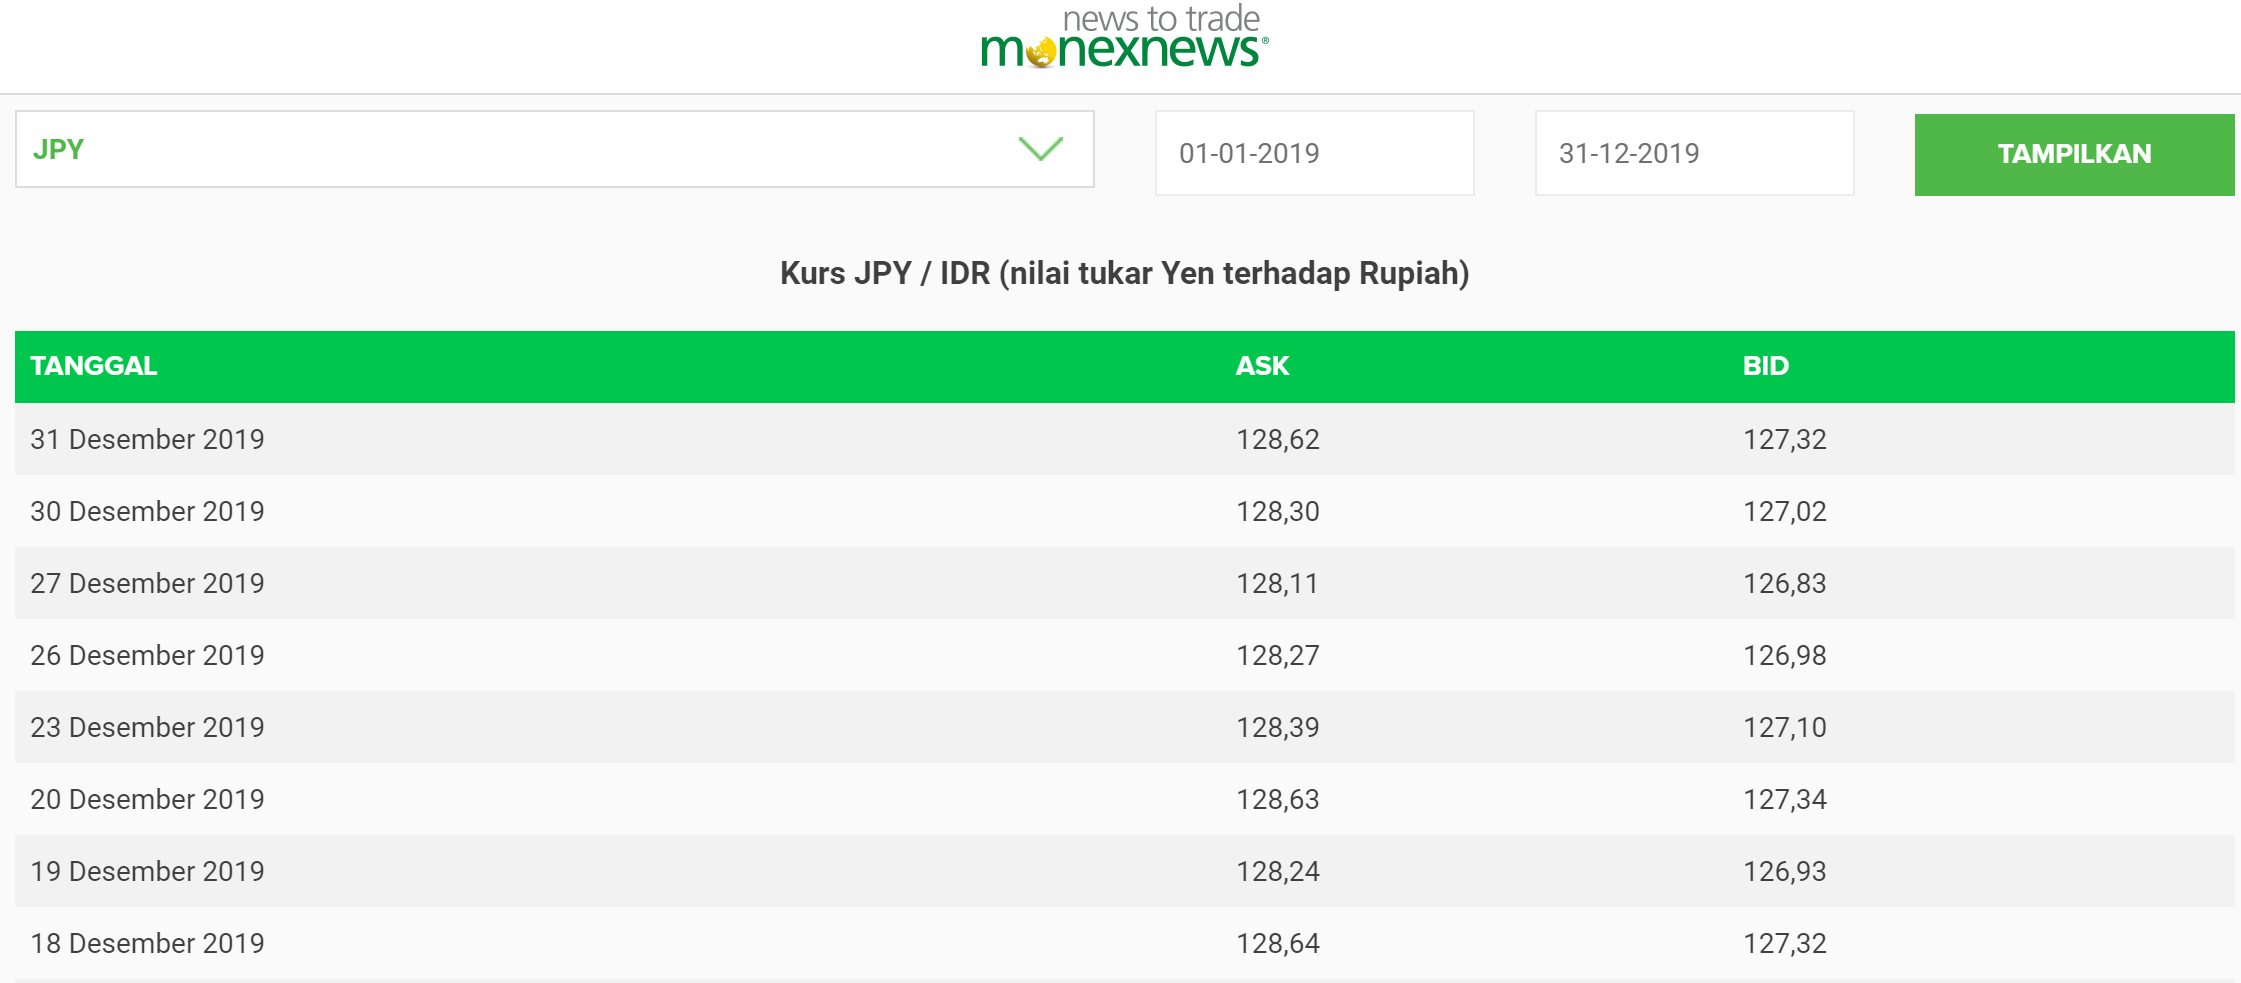 news to trade
monexnews®
JPY 01-01-2019 31-12-2019 TAMPILKAN
Kurs JPY / IDR (nilai tukar Yen terhadap Rupiah)
TANGGAL ASK BID
31 Desember 2019 128,62 127,32
30 Desember 2019 128,30 127,02
27 Desember 2019 128,11 126,83
26 Desember 2019 128,27 126,98
23 Desember 2019 128,39 127,10
20 Desember 2019 128,63 127,34
19 Desember 2019 128,24 126,93
18 Desember 2019 128,64 127,32